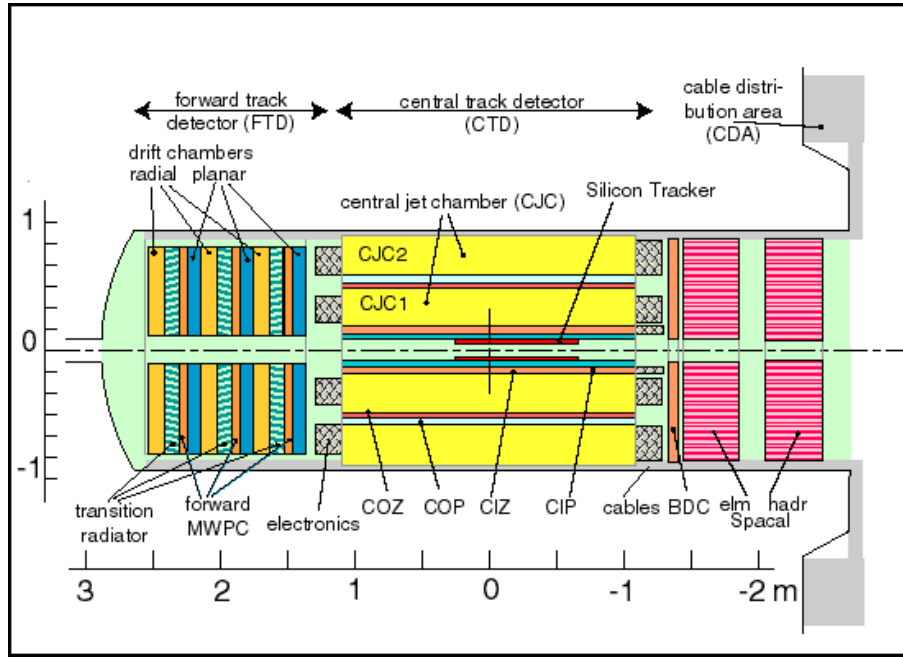 forward track
detector (FTD)
central track detector
(CTD)
cable distri-
bution area
(CDA)
drift chambers
radial planar
Silicon Tracker
central jet chamber (CJC)
1
CJC2
CJC1
0
-1
transition
radiator
forward
MWPC
electronics
COZ COP CIZ CIP
cables BDC elm hadr
Spacal
3 2 1 0 -1 -2 m